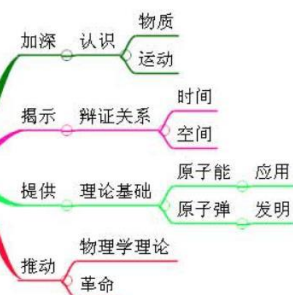 物质
加深 认识
运动
时间
揭示 辩证关系
空间
原子能 应用
提供 理论基础
原子弹 发明
物理学理论
推动
革命